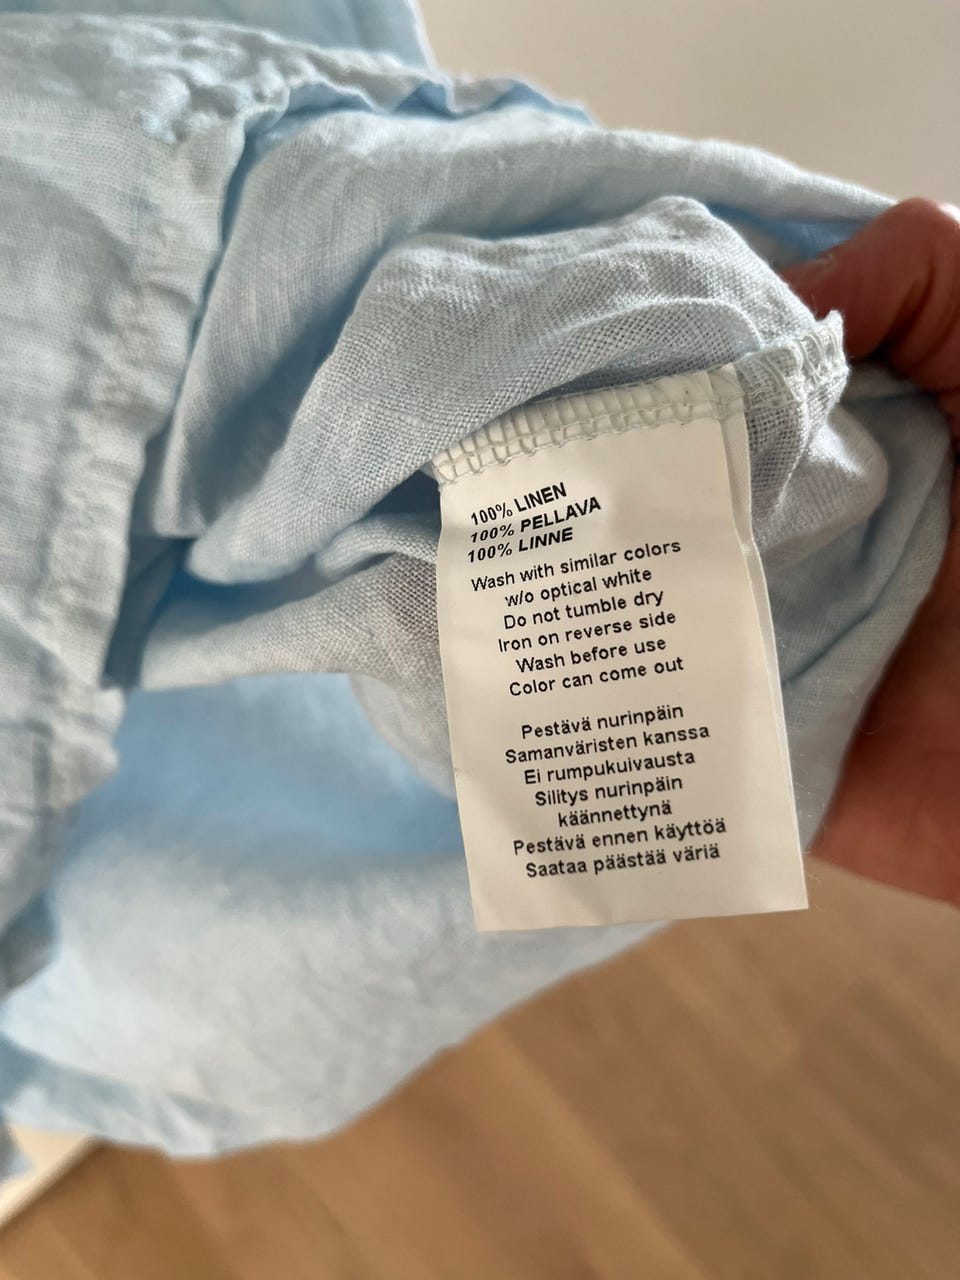 100% LINEN
100% PELLAVA
100% LINNE
Wash with similar colors
w/o optical white
Do not tumble dry
Iron on reverse side
Wash before use
Color can come out
Pestävä nurinpäin
Samanväristen kanssa
Ei rumpukuivausta
Silitys nurinpäin
käännettynä
Pestävä ennen käyttöä
Saataa päästää väriä